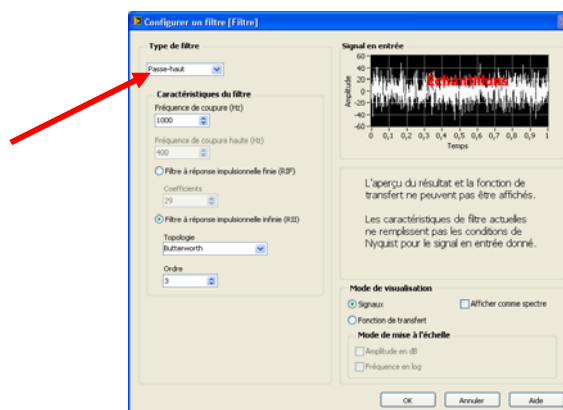 Configurer un filtre [Filtre]
Type de filtre
Passe-haut
Caractéristiques du filtre
Fréquence de coupure (Hz)
1000
Fréquence de coupure haute (Hz)
400
Filtre à réponse impulsionnelle finie (RIF)
Coefficients
29
Filtre à réponse impulsionnelle infinie (RII)
Topologie
Butterworth
Ordre
3
Signal en entrée
Amplitude
60
40
20
0
-20
-40
-60
Échantillons
0 0,1 0,2 0,3 0,4 0,5 0,6 0,7 0,8 0,9 1
Temps
L'aperçu du résultat et la fonction de
transfert ne peuvent pas être affichés.
Les caractéristiques de filtre actuelles
ne remplissent pas les conditions de
Nyquist pour le signal en entrée donné.
Mode de visualisation
Signaux
Afficher comme spectre
Fonction de transfert
Mode de mise à l'échelle
Amplitude en dB
Fréquence en log
OK Annuler Aide